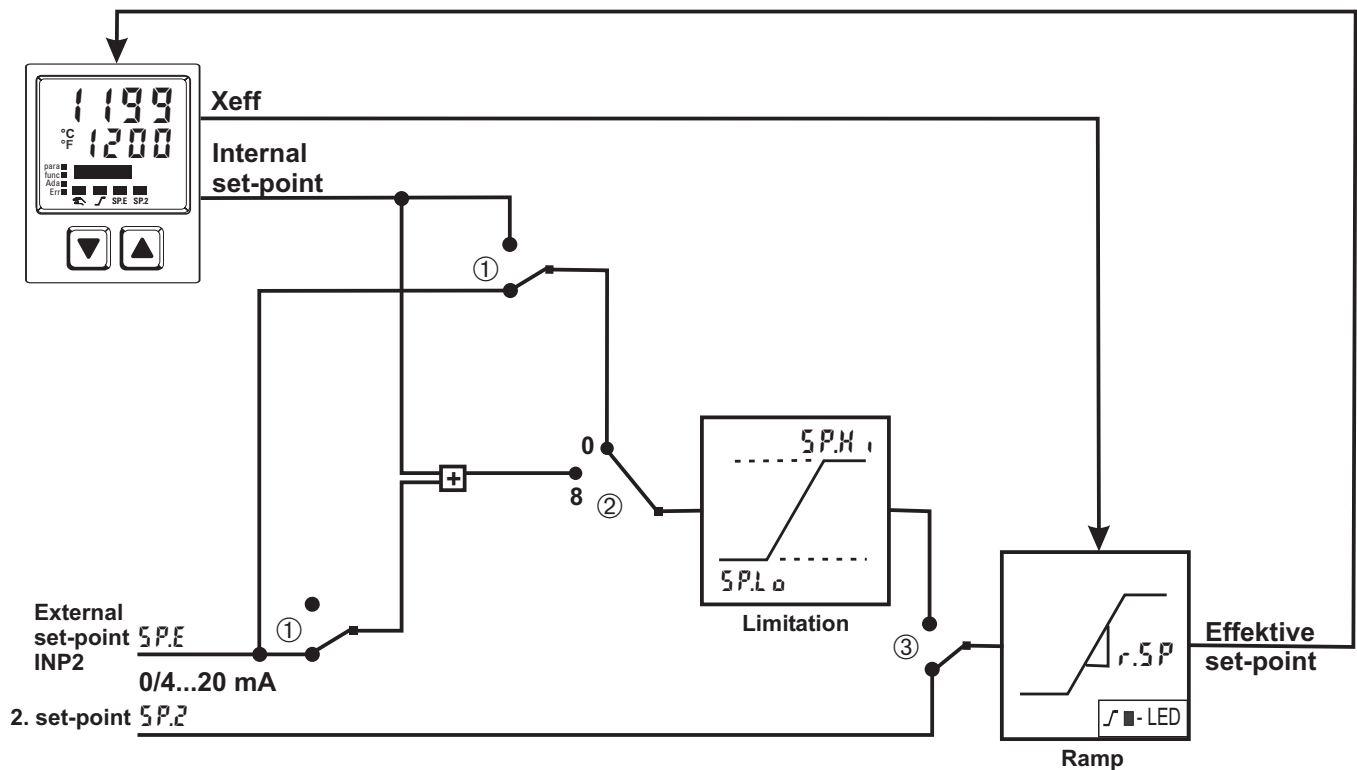 1199
°C
°F
1200
para
func
Ada
Err
SP.E SP.2
Xeff
Internal
set-point
①
0
8
②
+
SP.Hi
SP.Lo
Limitation
External
set-point SP.E
INP2
①
0/4...20 mA
2. set-point SP.2
③
r.SP
- LED
Ramp
Effektive
set-point